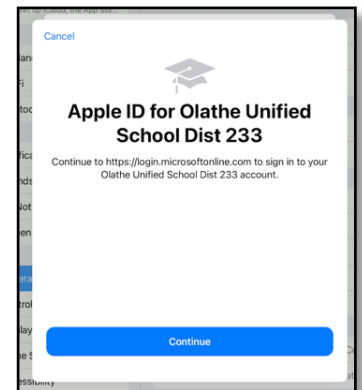 Cancel
Apple ID for Olathe Unified
School Dist 233
Continue to https://login.microsoftonline.com to sign in to your
Olathe Unified School Dist 233 account.
Continue